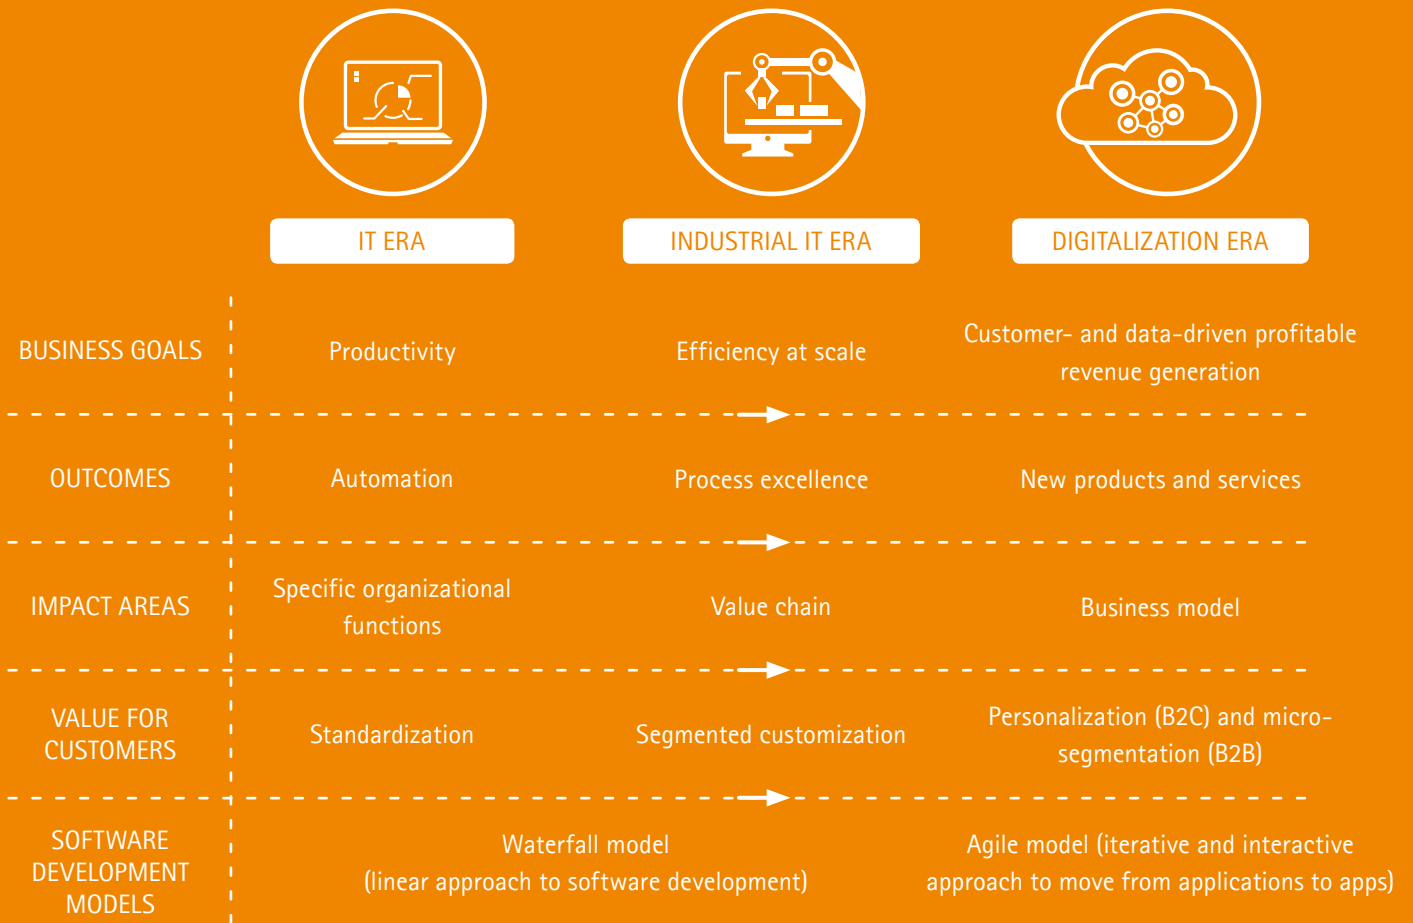 IT ERA
INDUSTRIAL IT ERA
DIGITALIZATION ERA
BUSINESS GOALS
Productivity
Efficiency at scale
Customer- and data-driven profitable
revenue generation
OUTCOMES
Automation
Process excellence
New products and services
IMPACT AREAS
Specific organizational
functions
Value chain
Business model
VALUE FOR
CUSTOMERS
Standardization
Segmented customization
Personalization (B2C) and micro-
segmentation (B2B)
SOFTWARE
DEVELOPMENT
MODELS
Waterfall model
(linear approach to software development)
Agile model (iterative and interactive
approach to move from applications to apps)